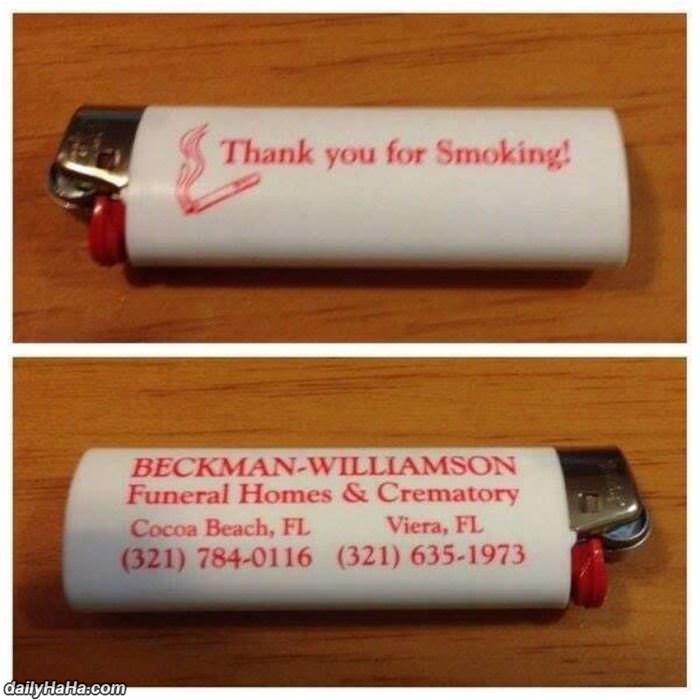 Thank you for Smoking!
BECKMAN-WILLIAMSON
Funeral Homes & Crematory
Cocoa Beach, FL Viera, FL
(321) 784-0116 (321) 635-1973
dailyHaHa.com